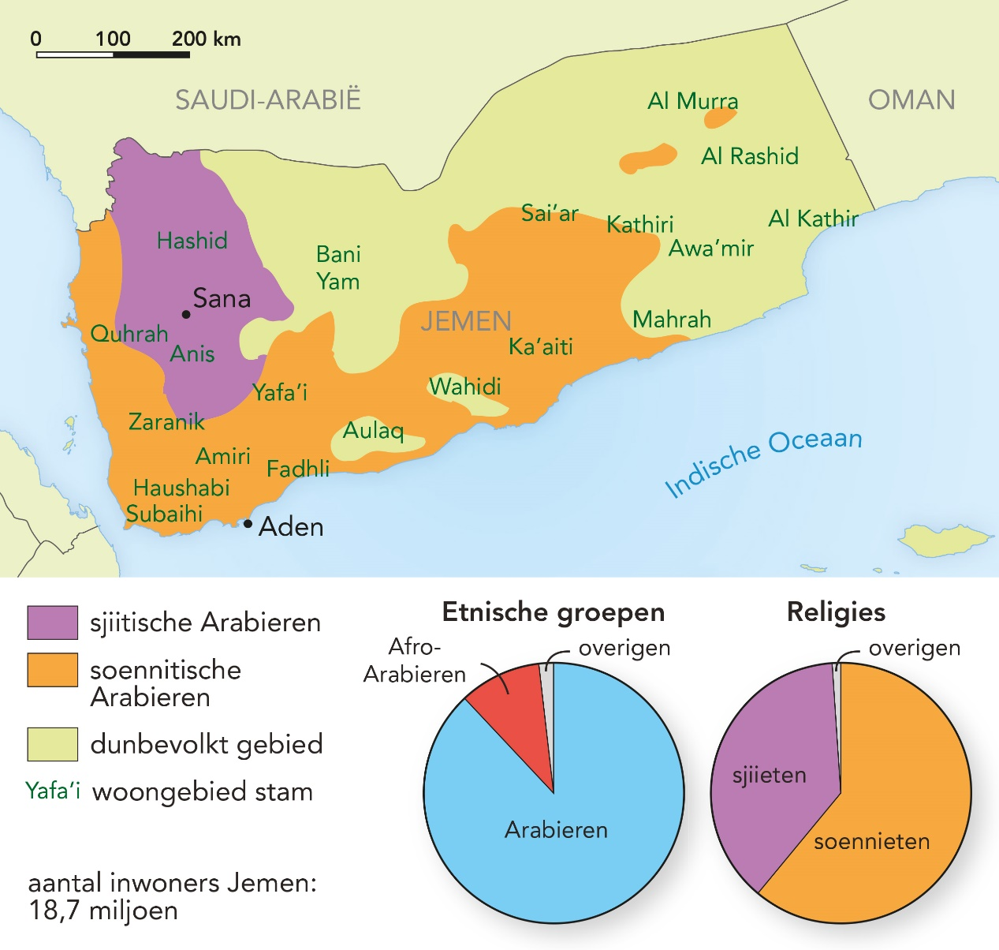 0 100 200 km
SAUDI-ARABIË
OMAN
Al Murra
Al Rashid
Sai’ar
Kathiri
Al Kathir
Awa’mir
Hashid
Bani
Yam
Sana
JEMEN
Mahrah
Quhrah
Anis
Ka’aiti
Yafa’i
Wahidi
Zaranik
Aulaq
Amiri
Fadhli
Haushabi
Subaihi
Aden
Indische Oceaan
sjiitische Arabieren
soennitische
Arabieren
dunbevolkt gebied
Yafa’i woongebied stam
aantal inwoners Jemen:
18,7 miljoen
Etnische groepen
Afro-
Arabieren
overigen
Arabieren
Religies
overigen
sjiieten
soennieten